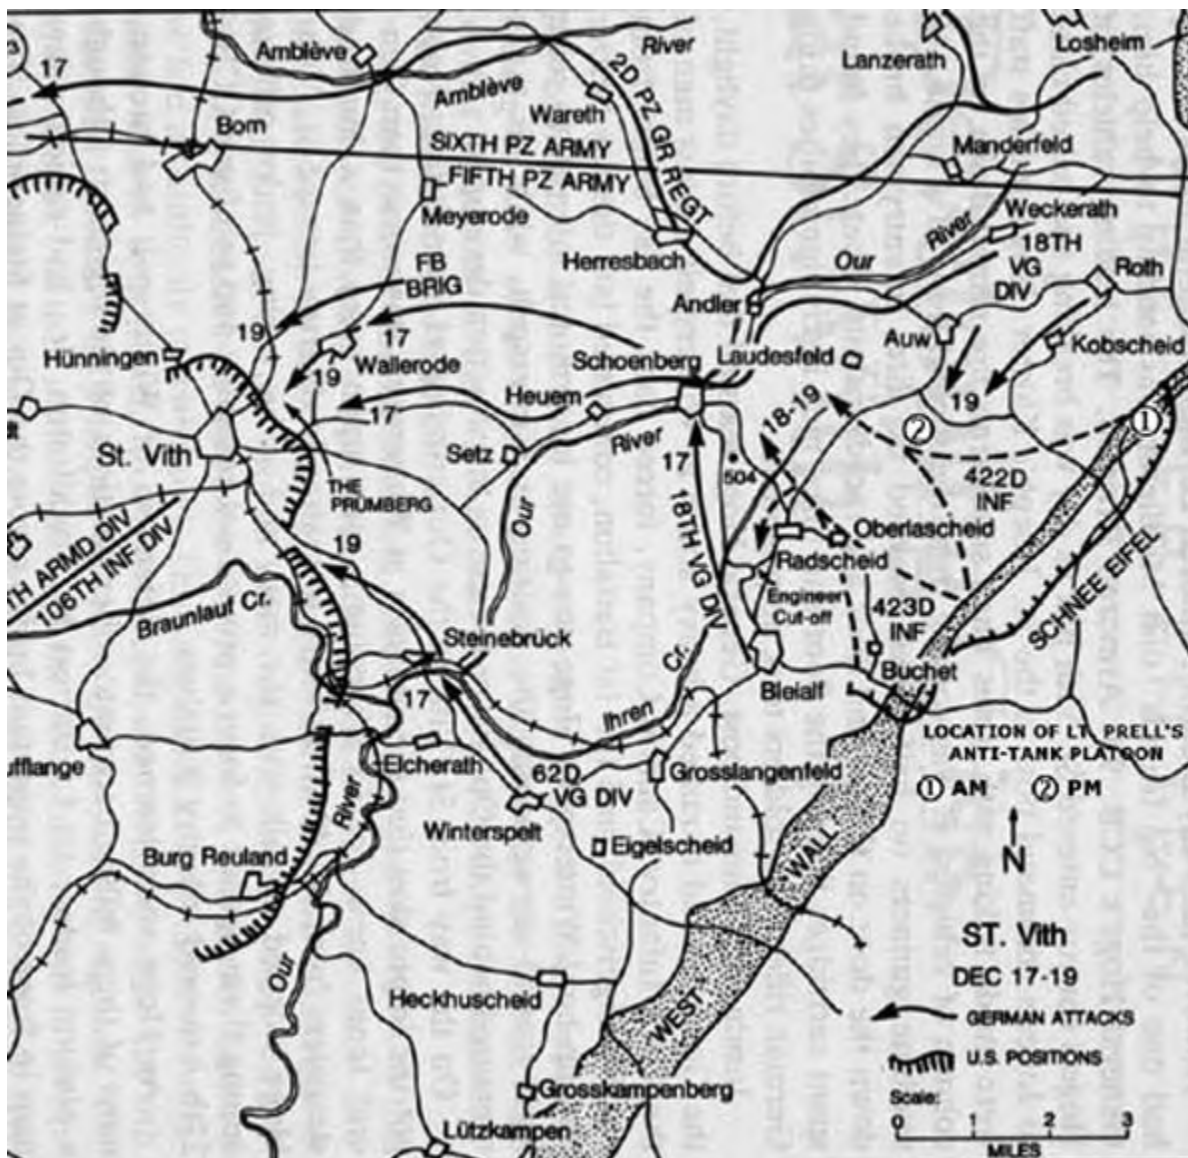 Losheim
Lanzerath
River
Amblève
17
Amblève
2D PZ GR REGT
Wareth
Born
SIXTH PZ ARMY
Manderfeld
FIFTH PZ ARMY
Meyerode
Weckerath
River
18TH
VG
DIV
Our
Herresbach
FB
BRIG
Roth
Andler
19
17
Auw
Kobscheid
Hünningen
Wallerode
Schoenberg
Laudesfeld
19
Heuem
19
17
18-19
2
1
River
St. Vith
Setz
17
504
422D
INF
THE
PRÜMBERG
Our
18TH VG DIV
Oberlascheid
Radscheid
TH ARMD DIV
106TH INF DIV
19
SCHNEE EIFEL
Engineer
Cut-off
423D
INF
Braunlauf Cr.
Steinebrück
Cr.
Buchet
Bleialf
17
Ihren
LOCATION OF LT. PRELL'S
ANTI-TANK PLATOON
1 AM 2 PM
ufflange
Elcherath
62D
VG DIV
Grosslangenfeld
River
Winterspelt
Eigelscheid
WALL
N
Burg Reuland
ST. Vith
DEC 17-19
Our
Heckhuscheid
WEST
GERMAN ATTACKS
U.S. POSITIONS
Grosskampenberg
Scale:
Lützkampen
0 1 2 3
MILES